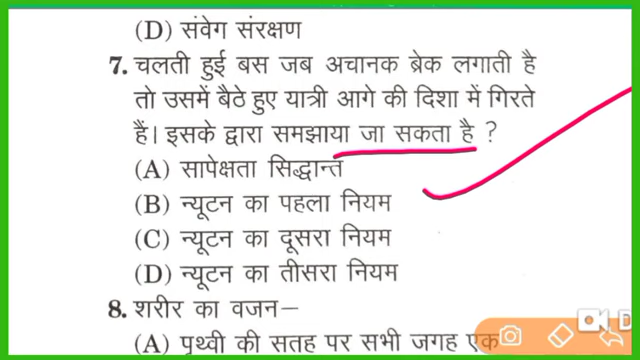 (D) संवेग संरक्षण
7. चलती हुई बस जब अचानक ब्रेक लगाती है
तो उसमें बैठे हुए यात्री आगे की दिशा में गिरते
हैं। इसके द्वारा समझाया जा सकता है ?
(A) सापेक्षता सिद्धान्त
(B) न्यूटन का पहला नियम
(C) न्यूटन का दूसरा नियम
(D) न्यूटन का तीसरा नियम
8. शरीर का वजन–
(A) पृथ्वी की सतह पर सभी जगह एक